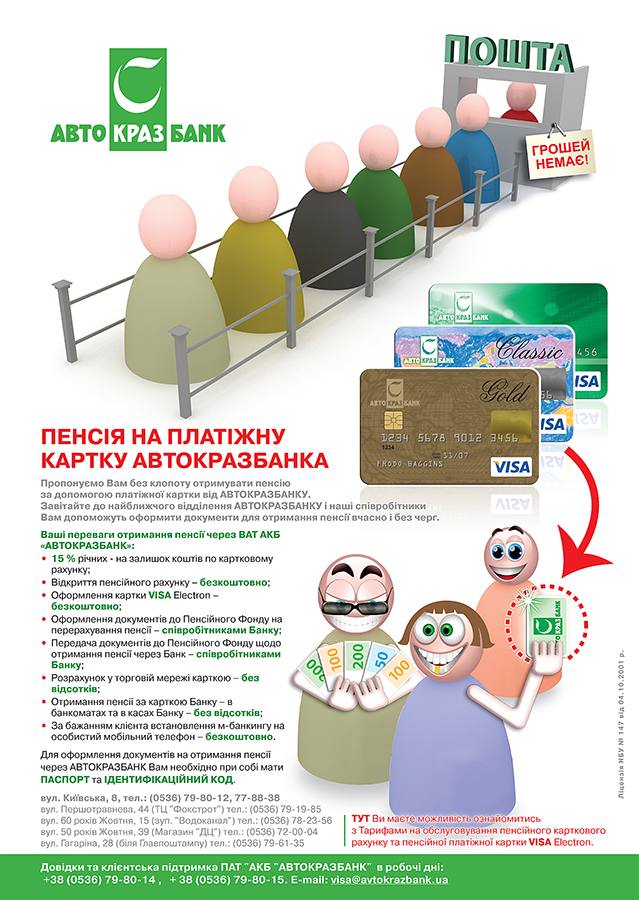 ПОШТА
ГРОШЕЙ
НЕМАЄ!
АВТО КРАЗ БАНК
АВТО КРАЗ БАНК
3456
VISA
АВТО КРАЗ БАНК
Classic
3456
VISA
АВТО КРАЗ БАНК
Gold
1234 5678 9012 3456
1234
11/07
FRODO BAGGINS
VISA
ПЕНСІЯ НА ПЛАТІЖНУ
КАРТКУ АВТОКРАЗБАНКА
Пропонуємо Вам без клопоту отримувати пенсію
за допомогою платіжної картки від АВТОКРАЗБАНКУ.
Завітайте до найближчого відділення АВТОКРАЗБАНКУ і наші співробітники
Вам допоможуть оформити документи для отримання пенсії вчасно і без черг.
Ваші переваги отримання пенсії через ВАТ АКБ
«АВТОКРАЗБАНК»:
• 15 % річних - на залишок коштів по картковому
рахунку;
• Відкриття пенсійного рахунку – безкоштовно;
• Оформлення картки VISA Electron –
безкоштовно;
• Оформлення документів до Пенсійного Фонду на
перерахування пенсії – співробітниками Банку;
• Передача документів до Пенсійного Фонду щодо
отримання пенсії через Банк – співробітниками
Банку;
• Розрахунок у торговій мережі карткою – без
відсотків;
• Отримання пенсії за карткою Банку – в
банкоматах та в касах Банку – без відсотків;
• За бажанням клієнта встановлення м-банкингу на
особистий мобільний телефон – безкоштовно.
Для оформлення документів на отримання пенсії
через АВТОКРАЗБАНК Вам необхідно при собі мати
ПАСПОРТ та ІДЕНТИФІКАЦІЙНИЙ КОД.
вул. Київська, 8, тел.: (0536) 79-80-12, 77-88-38
вул. Першотравнева, 44 (ТЦ "Фокстрот") тел.: (0536) 79-19-85
вул. 60 років Жовтня, 15 (зуп. "Водоканал") тел.: (0536) 78-23-56
вул. 50 років Жовтня, 39 (Магазин "ДЦ") тел.: (0536) 72-00-04
вул. Гагаріна, 28 (біля Главпоштампу) тел.: (0536) 79-61-35
100
200
50
100
АВТО КРАЗ БАНК
ТУТ Ви маєте можливість ознайомитись
з Тарифами на обслуговування пенсійного карткового
рахунку та пенсійної платіжної картки VISA Electron.
Ліцензія НБУ № 147 від 04.10.2001 р.
Довідки та клієнтська підтримка ПАТ "АКБ "АВТОКРАЗБАНК" в робочі дні:
+38 (0536) 79-80-14 , + 38 (0536) 79-80-15. E-mail: visa@avtokrazbank.ua